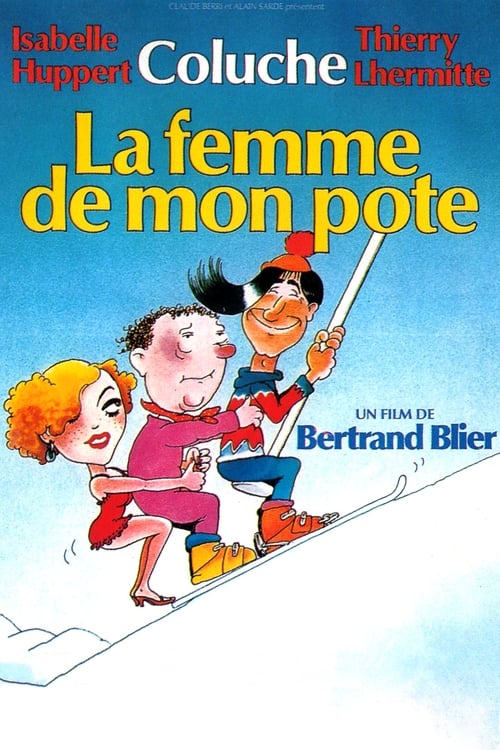 CLAUDE BERRI et ALAIN SARDE présentent
Isabelle Huppert
Coluche
Thierry Lhermitte
La femme
de mon pote
UN FILM DE
Bertrand Blier